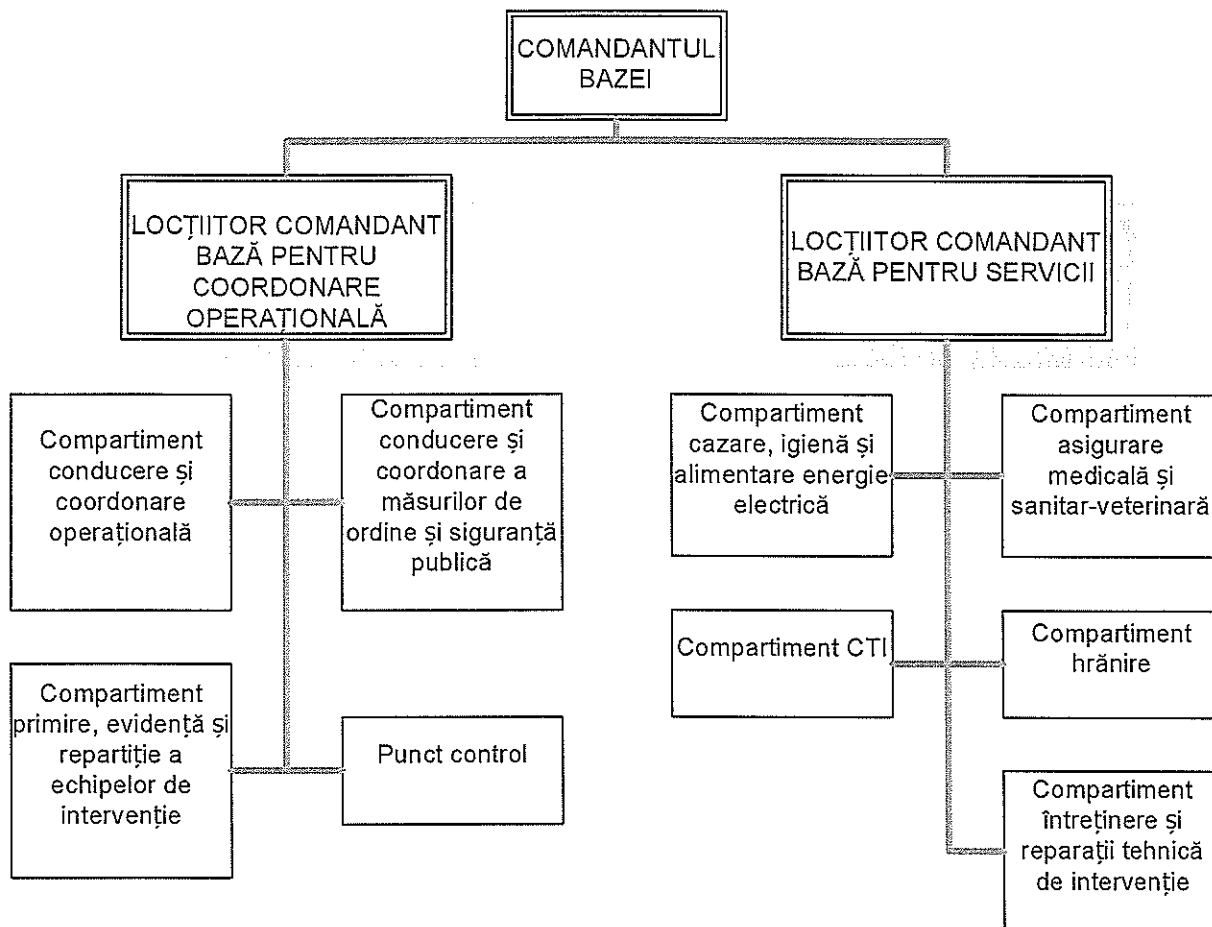 COMANDANTUL
BAZEI
LOCȚIITOR COMANDANT
BAZĂ PENTRU
COORDONARE
OPERAȚIONALĂ
LOCȚIITOR COMANDANT
BAZĂ PENTRU SERVICII
Compartiment
conducere și
coordonare
operațională
Compartiment
conducere și
coordonare a
măsurilor de
ordine și siguranță
publică
Compartiment
cazare, igienă și
alimentare energie
electrică
Compartiment
asigurare
medicală și
sanitar-veterinară
Compartiment
primire, evidență și
repartiție a
echipelor de
intervenție
Punct control
Compartiment CTI
Compartiment
hrănire
Compartiment
întreținere și
reparații tehnică
de intervenție